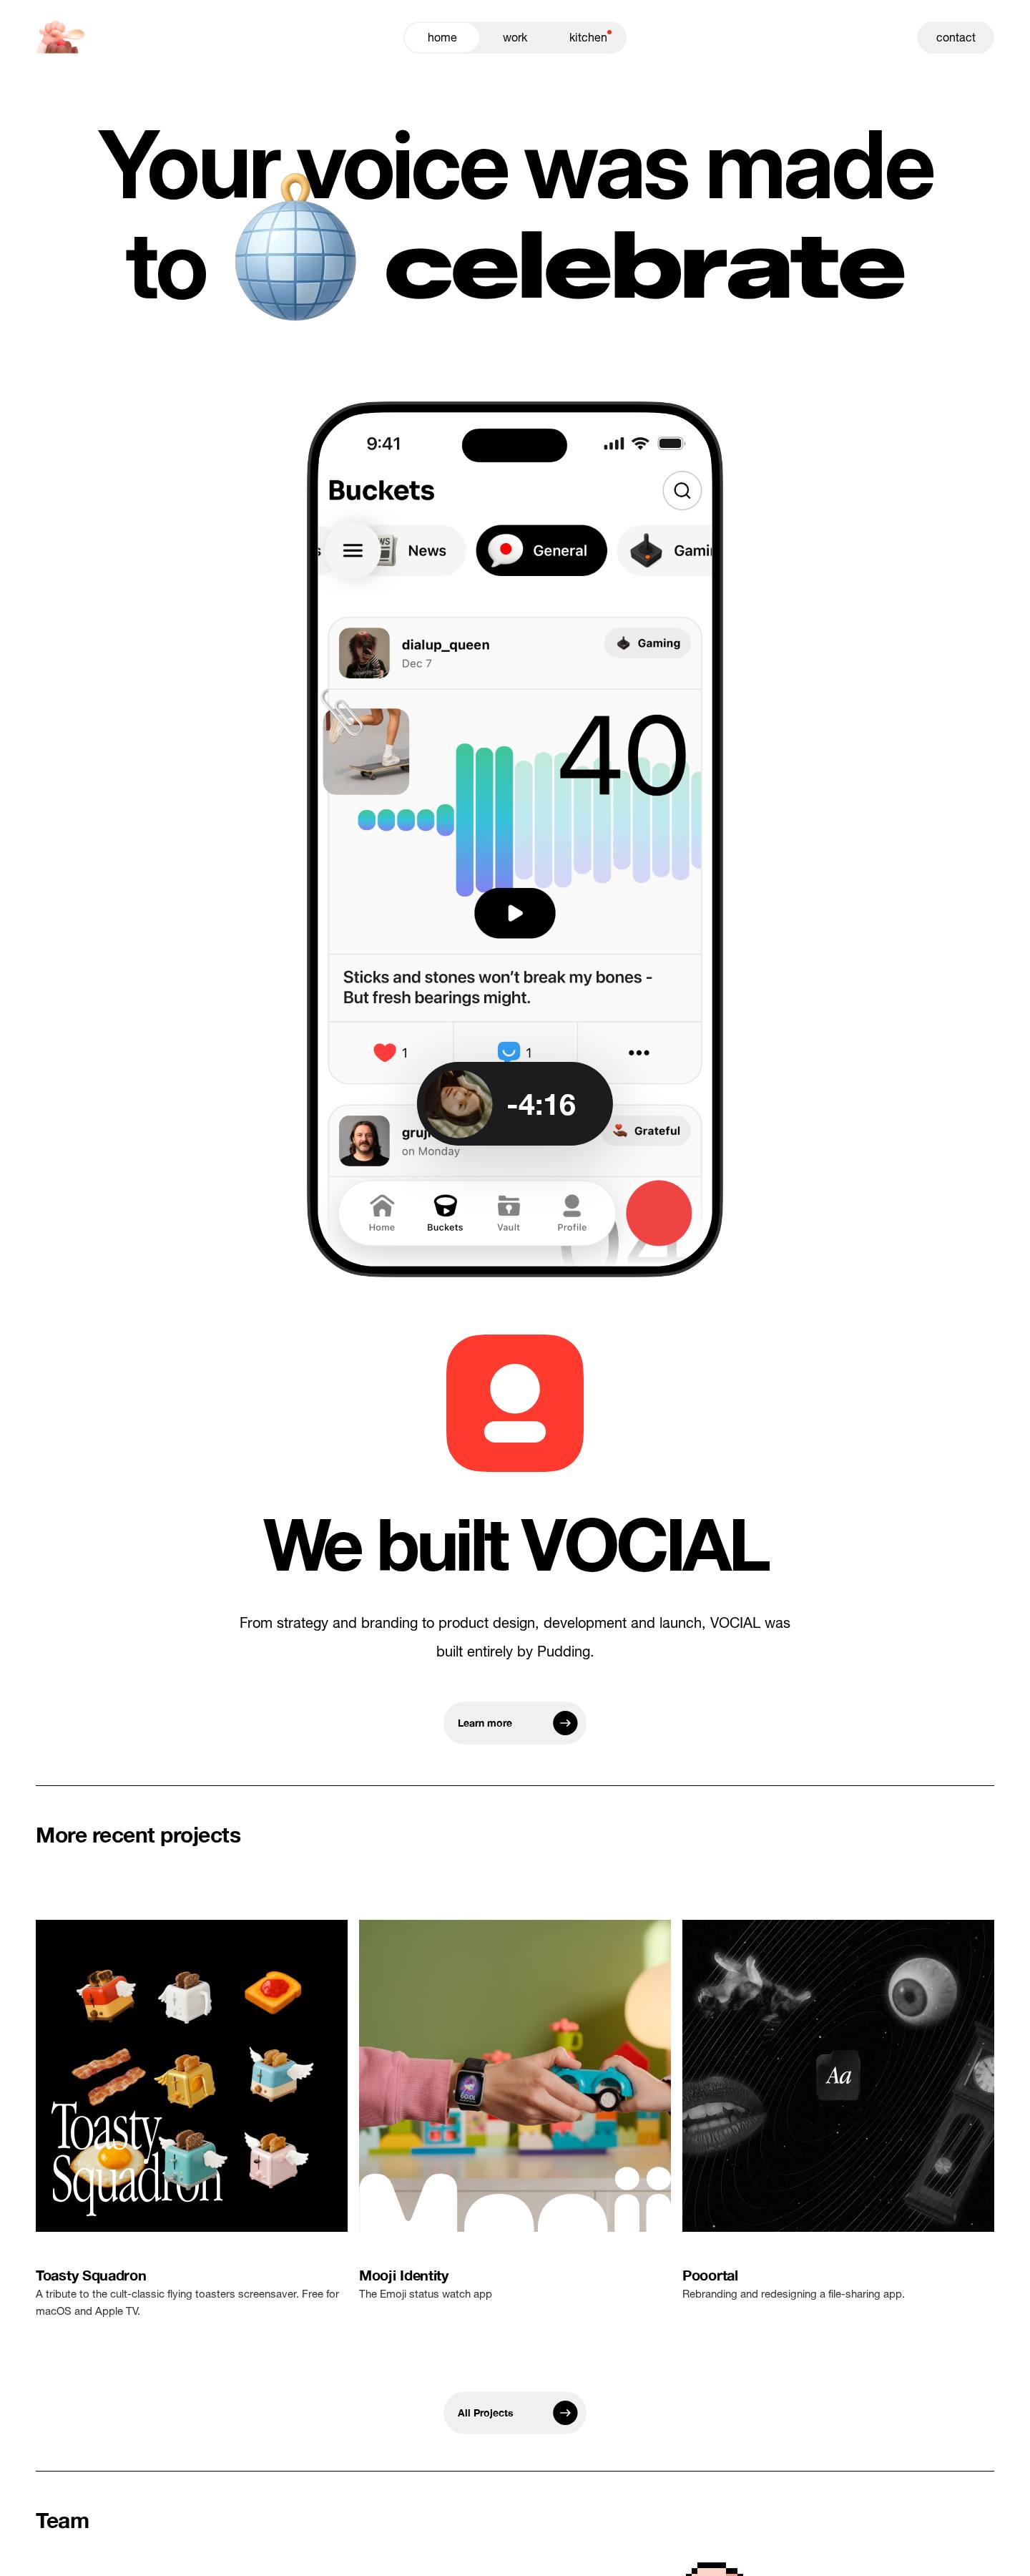 home
work
kitchen
contact
Your voice was made
to celebrate
9:41
Buckets
s
News
General
Gamin
dialup_queen
Dec 7
Gaming
40
Sticks and stones won’t break my bones -
But fresh bearings might.
1
1
-4:16
Grateful
on Monday
Home
Buckets
Vault
Profile
We built VOCIAL
From strategy and branding to product design, development and launch, VOCIAL was
built entirely by Pudding.
Learn more
More recent projects
Toasty
Squadron
Mooji
Aa
Toasty Squadron
A tribute to the cult-classic flying toasters screensaver. Free for
macOS and Apple TV.
Mooji Identity
The Emoji status watch app
Pooortal
Rebranding and redesigning a file-sharing app.
All Projects
Team